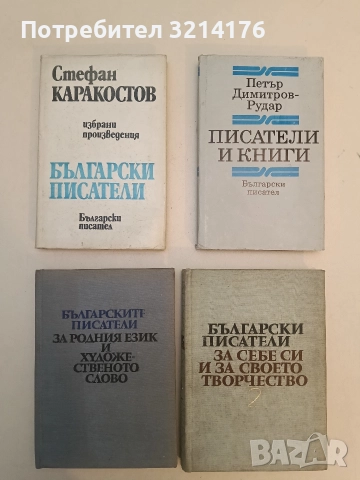 Потребител 3214176
Стефан
КАРАКОСТОВ
избрани
произведения
БЪЛГАРСКИ
ПИСАТЕЛИ
Български
писател
Петър
Димитров-
Рудар
ПИСАТЕЛИ
И КНИГИ
Български
писател
БЪЛГАРСКИТЕ
ПИСАТЕЛИ
ЗА РОДНИЯ ЕЗИК
И
ХУДОЖЕ-
СТВЕНОТО
СЛОВО
БЪЛГАРСКИ
ПИСАТЕЛИ
ЗА СЕБЕ СИ
И ЗА СВОЕТО
ТВОРЧЕСТВО
BAZAR